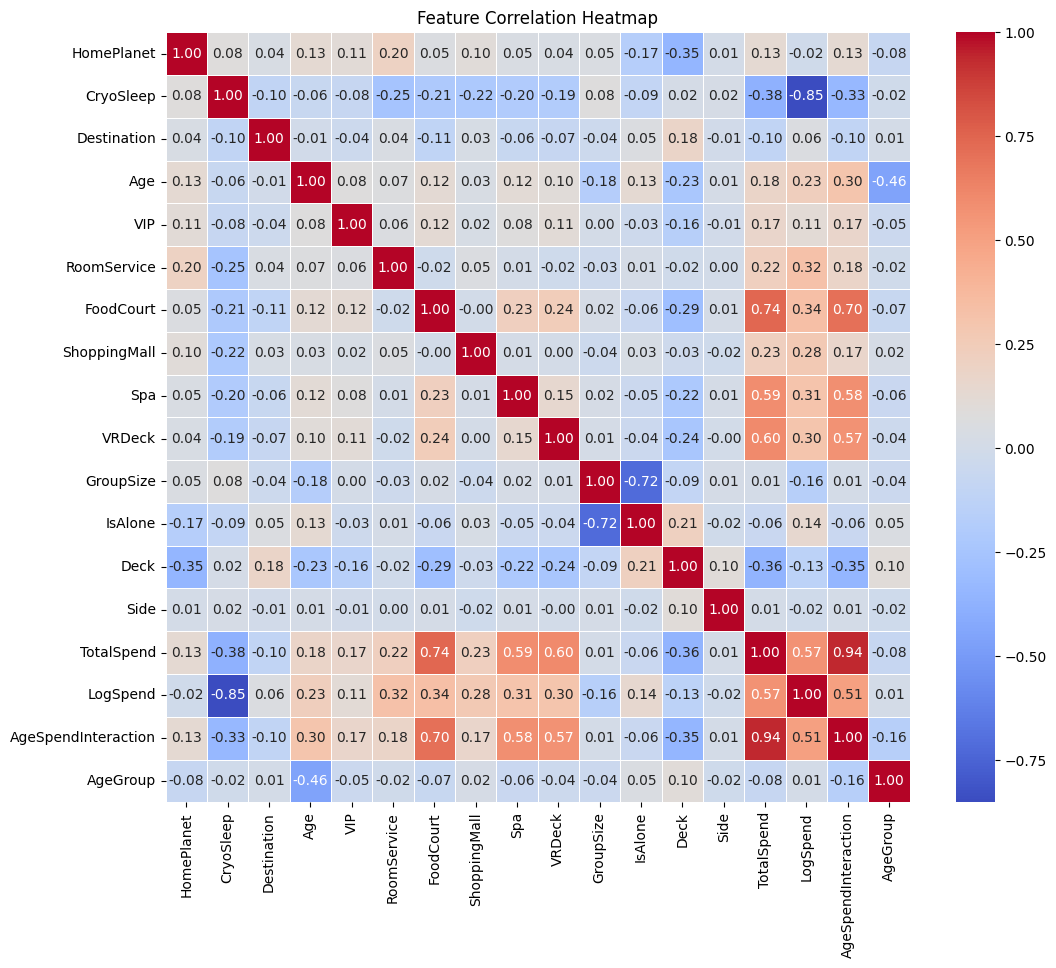 Feature Correlation Heatmap
HomePlanet 1.00 0.08 0.04 0.13 0.11 0.20 0.05 0.10 0.05 0.04 0.05 -0.17 -0.35 0.01 0.13 -0.02 0.13 -0.08
CryoSleep 0.08 1.00 -0.10 -0.06 -0.08 -0.25 -0.21 -0.22 -0.20 -0.19 0.08 -0.09 0.02 0.02 -0.38 -0.85 -0.33 -0.02
Destination 0.04 -0.10 1.00 -0.01 -0.04 0.04 -0.11 0.03 -0.06 -0.07 -0.04 0.05 0.18 -0.01 -0.10 0.06 -0.10 0.01
Age 0.13 -0.06 -0.01 1.00 0.08 0.07 0.12 0.03 0.12 0.10 -0.18 0.13 -0.23 0.01 0.18 0.23 0.30 -0.46
VIP 0.11 -0.08 -0.04 0.08 1.00 0.06 0.12 0.02 0.08 0.11 0.00 -0.03 -0.16 -0.01 0.17 0.11 0.17 -0.05
RoomService 0.20 -0.25 0.04 0.07 0.06 1.00 -0.02 0.05 0.01 -0.02 -0.03 0.01 -0.02 0.00 0.22 0.32 0.18 -0.02
FoodCourt 0.05 -0.21 -0.11 0.12 0.12 -0.02 1.00 -0.00 0.23 0.24 0.02 -0.06 -0.29 0.01 0.74 0.34 0.70 -0.07
ShoppingMall 0.10 -0.22 0.03 0.03 0.02 0.05 -0.00 1.00 0.01 0.00 -0.04 0.03 -0.03 -0.02 0.23 0.28 0.17 0.02
Spa 0.05 -0.20 -0.06 0.12 0.08 0.01 0.23 0.01 1.00 0.15 0.02 -0.05 -0.22 0.01 0.59 0.31 0.58 -0.06
VRDeck 0.04 -0.19 -0.07 0.10 0.11 -0.02 0.24 0.00 0.15 1.00 0.01 -0.04 -0.24 -0.00 0.60 0.30 0.57 -0.04
GroupSize 0.05 0.08 -0.04 -0.18 0.00 -0.03 0.02 -0.04 0.02 0.01 1.00 -0.72 -0.09 0.01 0.01 -0.16 0.01 -0.04
IsAlone -0.17 -0.09 0.05 0.13 -0.03 0.01 -0.06 0.03 -0.05 -0.04 -0.72 1.00 0.21 -0.02 -0.06 0.14 -0.06 0.05
Deck -0.35 0.02 0.18 -0.23 -0.16 -0.02 -0.29 -0.03 -0.22 -0.24 -0.09 0.21 1.00 0.10 -0.36 -0.13 -0.35 0.10
Side 0.01 0.02 -0.01 0.01 -0.01 0.00 0.01 -0.02 0.01 -0.00 0.01 -0.02 0.10 1.00 0.01 -0.02 0.01 -0.02
TotalSpend 0.13 -0.38 -0.10 0.18 0.17 0.22 0.74 0.23 0.59 0.60 0.01 -0.06 -0.36 0.01 1.00 0.57 0.94 -0.08
LogSpend -0.02 -0.85 0.06 0.23 0.11 0.32 0.34 0.28 0.31 0.30 -0.16 0.14 -0.13 -0.02 0.57 1.00 0.51 0.01
AgeSpendInteraction 0.13 -0.33 -0.10 0.30 0.17 0.18 0.70 0.17 0.58 0.57 0.01 -0.06 -0.35 0.01 0.94 0.51 1.00 -0.16
AgeGroup -0.08 -0.02 0.01 -0.46 -0.05 -0.02 -0.07 0.02 -0.06 -0.04 -0.04 0.05 0.10 -0.02 -0.08 0.01 -0.16 1.00
HomePlanet
CryoSleep
Destination
Age
VIP
RoomService
FoodCourt
ShoppingMall
Spa
VRDeck
GroupSize
IsAlone
Deck
Side
TotalSpend
LogSpend
AgeSpendInteraction
AgeGroup
1.00
0.75
0.50
0.25
0.00
−0.25
−0.50
−0.75